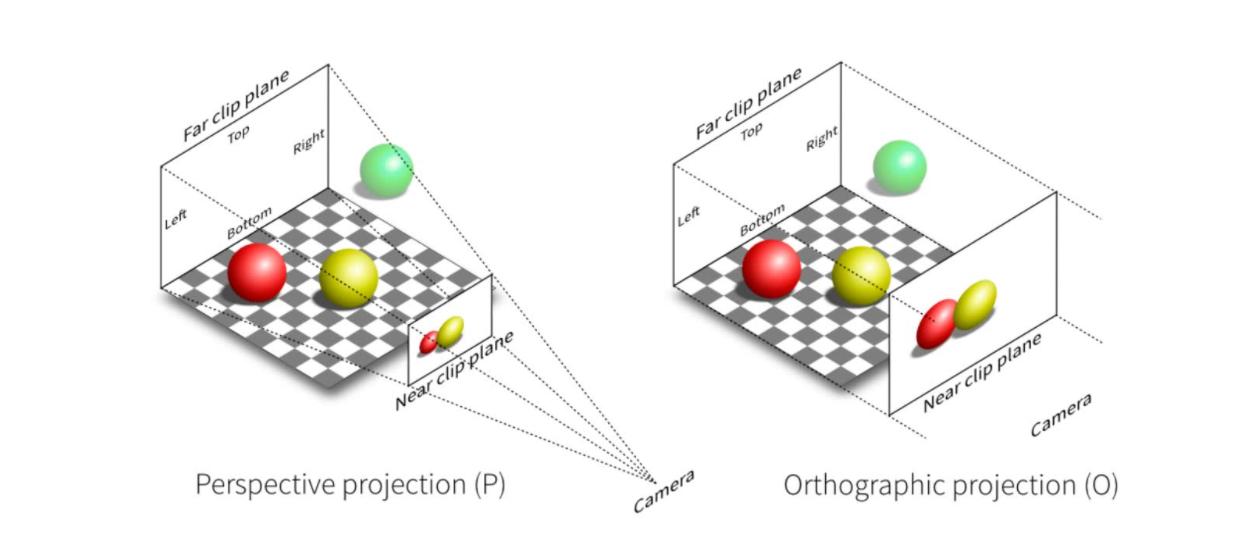 Far clip plane
Top
Right
Left
Bottom
Near clip plane
Camera
Perspective projection (P)
Far clip plane
Top
Right
Left
Bottom
Near clip plane
Camera
Orthographic projection (O)